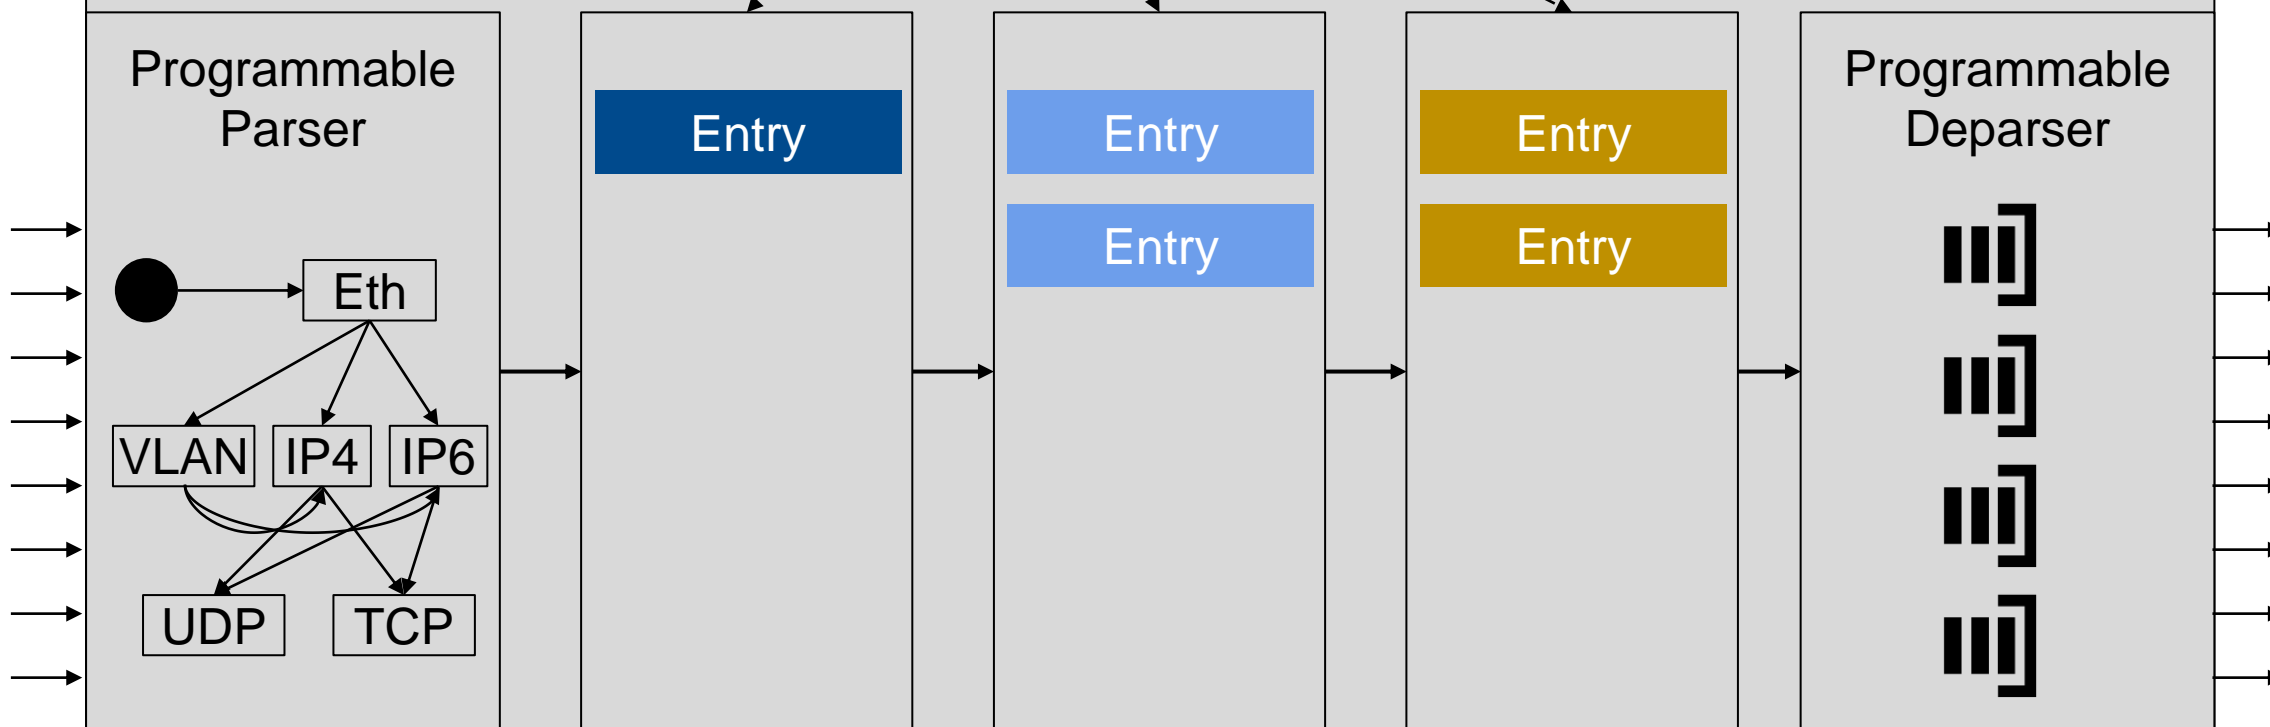 Programmable
Parser
Eth
VLAN
IP4
IP6
UDP
TCP
Entry
Entry
Entry
Entry
Entry
Programmable
Deparser